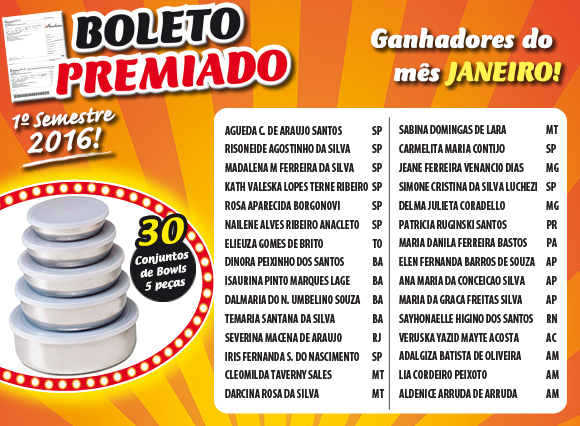 BOLETO
PREMIADO
1º Semestre
2016!
Ganhadores do
mês JANEIRO!
30
Conjuntos
de Bowls
5 peças
AGUEDA C. DE ARAUJO SANTOS SP
RISONEIDE AGOSTINHO DA SILVA SP
MADALENA M FERREIRA DA SILVA SP
KATH VALESKA LOPES TERNE RIBEIRO SP
ROSA APARECIDA BORGONOVI SP
NAILENE ALVES RIBEIRO ANACLETO SP
ELIEUZA GOMES DE BRITO TO
DINORA PEIXINHO DOS SANTOS BA
ISAURINA PINTO MARQUES LAGE BA
DALMARIA DO N. UMBELINO SOUZA BA
TEMARIA SANTANA DA SILVA BA
SEVERINA MACENA DE ARAUJO RJ
IRIS FERNANDA S. DO NASCIMENTO SP
CLEOMILDA TAVERNY SALES MT
DARCINA ROSA DA SILVA MT
SABINA DOMINGAS DE LARA MT
CARMELITA MARIA CONTIJO SP
JEANE FERREIRA VENANCIO DIAS MG
SIMONE CRISTINA DA SILVA LUCHEZI SP
DELMA JULIETA CORADELLO MG
PATRICIA RUGINSKI SANTOS PR
MARIA DANILA FERREIRA BASTOS PA
ELEN FERNANDA BARROS DE SOUZA AP
ANA MARIA DA CONCEICAO SILVA AP
MARIA DA GRACA FREITAS SILVA AP
SAYHONAELLE HIGINO DOS SANTOS RN
VERUSKA YAZID MAYTE ACOSTA AC
ADALGIZA BATISTA DE OLIVEIRA AM
LIA CORDEIRO PEIXOTO AM
ALDENICE ARRUDA DE ARRUDA AM